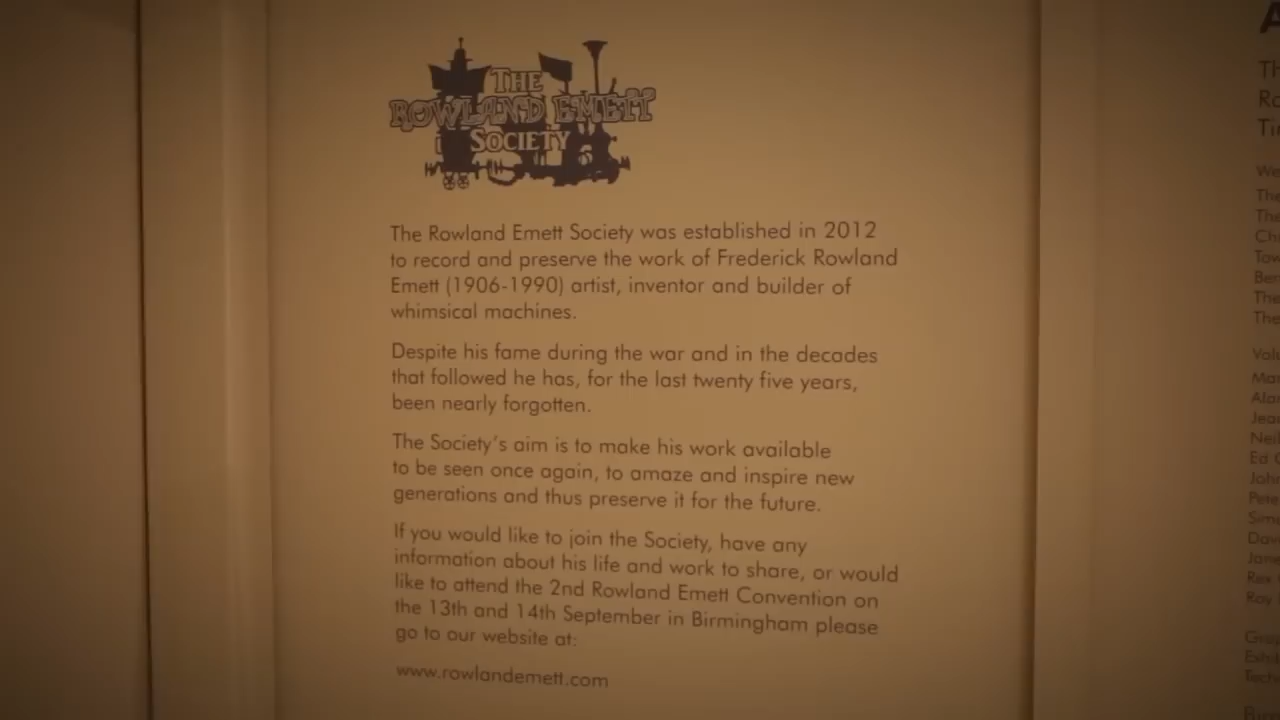 THE
ROWLAND EMETT
SOCIETY
The Rowland Emett Society was established in 2012
to record and preserve the work of Frederick Rowland
Emett (1906-1990) artist, inventor and builder of
whimsical machines.
Despite his fame during the war and in the decades
that followed he has, for the last twenty five years,
been nearly forgotten.
The Society's aim is to make his work available
to be seen once again, to amaze and inspire new
generations and thus preserve it for the future.
If you would like to join the Society, have any
information about his life and work to share, or would
like to attend the 2nd Rowland Emett Convention on
the 13th and 14th September in Birmingham please
go to our website at:
www.rowlandemett.com